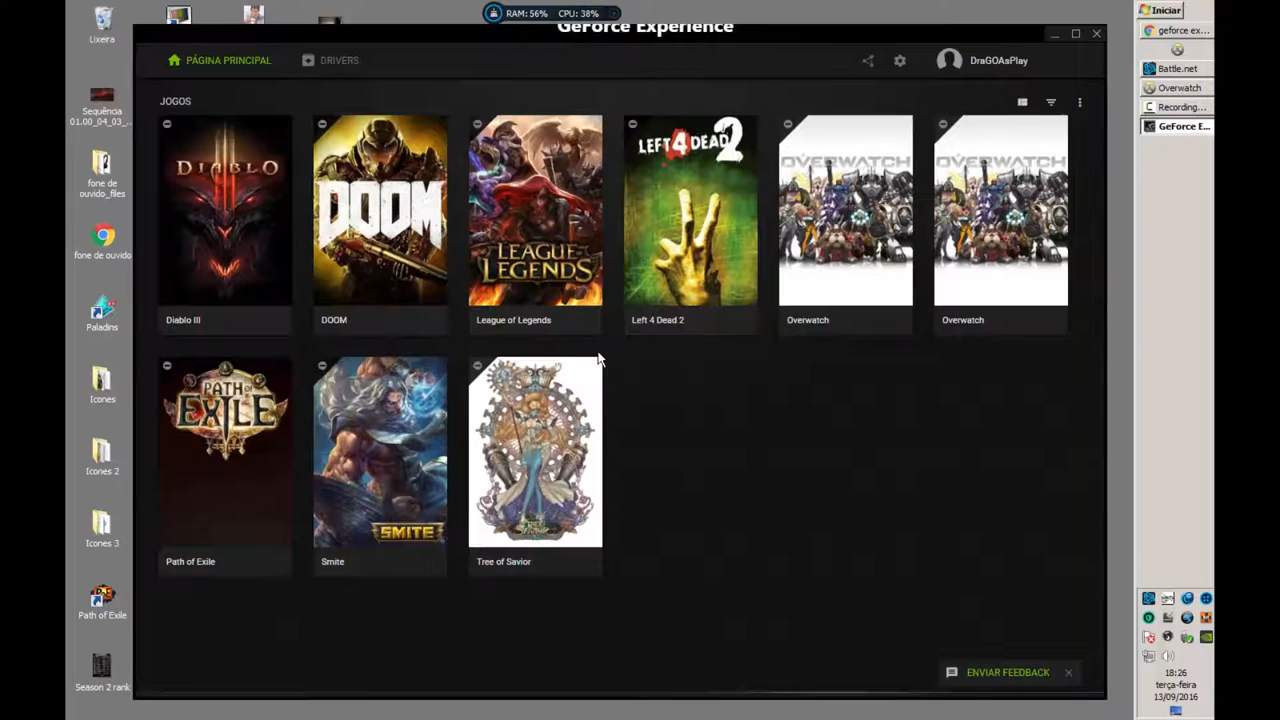 RAM: 56% CPU: 38%
GeForce Experience
PÁGINA PRINCIPAL
DRIVERS
DraGOAsPlay
JOGOS
DIABLO
DOOM
LEAGUE OF LEGENDS
LEFT 4 DEAD 2
OVERWATCH
OVERWATCH
Diablo III
DOOM
League of Legends
Left 4 Dead 2
Overwatch
Overwatch
PATH OF EXILE
SMITE
Path of Exile
Smite
Tree of Savior
ENVIAR FEEDBACK
Lixeira
Sequência
01.00_04_03_...
fone de
ouvido_files
fone de ouvido
Paladins
Icones
Icones 2
Icones 3
Path of Exile
Season 2 rank
Iniciar
geforce ex...
Battle.net
Overwatch
Recording...
GeForce E...
18:26
terça-feira
13/09/2016